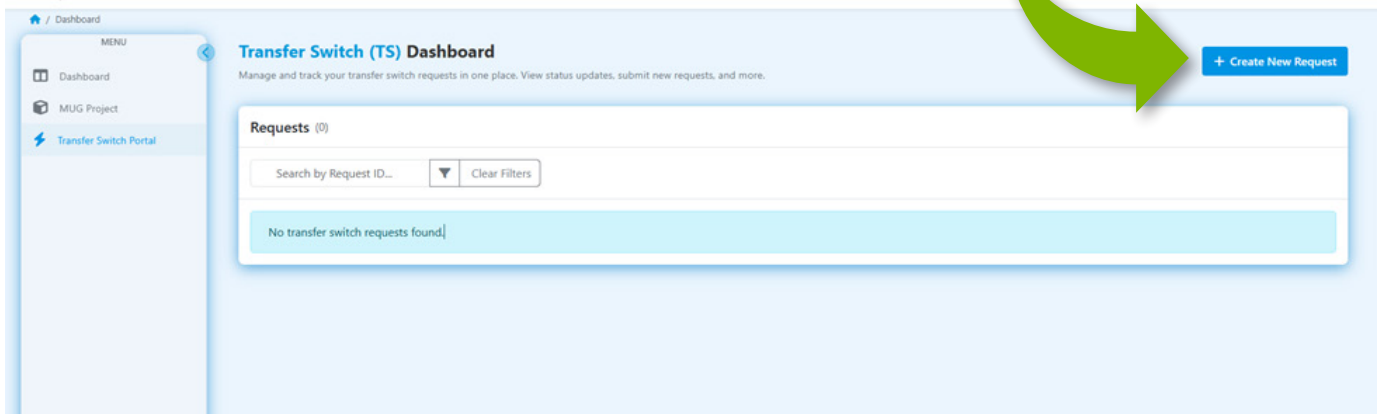 / Dashboard
MENU
Dashboard
MUG Project
Transfer Switch Portal
Transfer Switch (TS) Dashboard
Manage and track your transfer switch requests in one place. View status updates, submit new requests, and more.
+ Create New Request
Requests (0)
Search by Request ID...
Clear Filters
No transfer switch requests found.